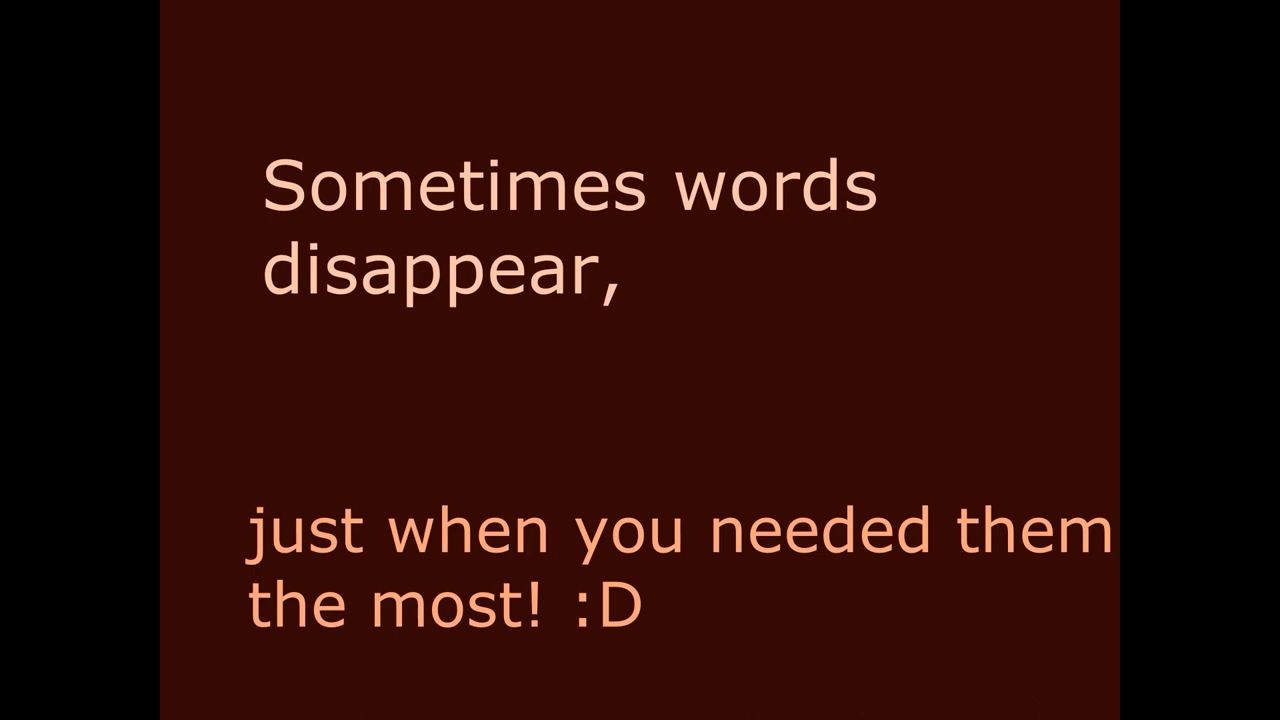 Sometimes words
disappear,
just when you needed them
the most! :D